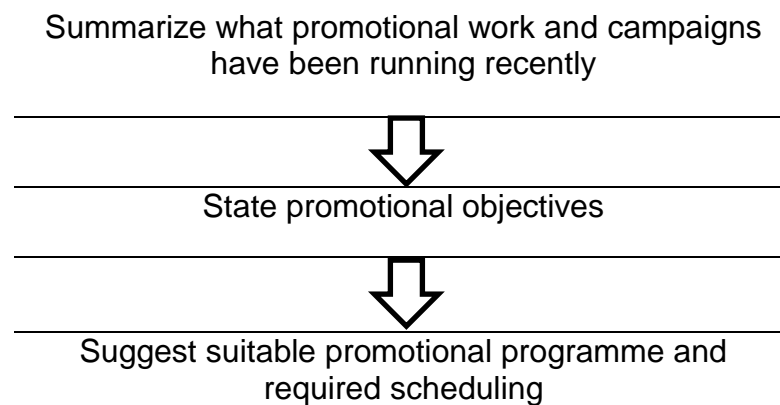 Summarize what promotional work and campaigns
have been running recently
State promotional objectives
Suggest suitable promotional programme and
required scheduling